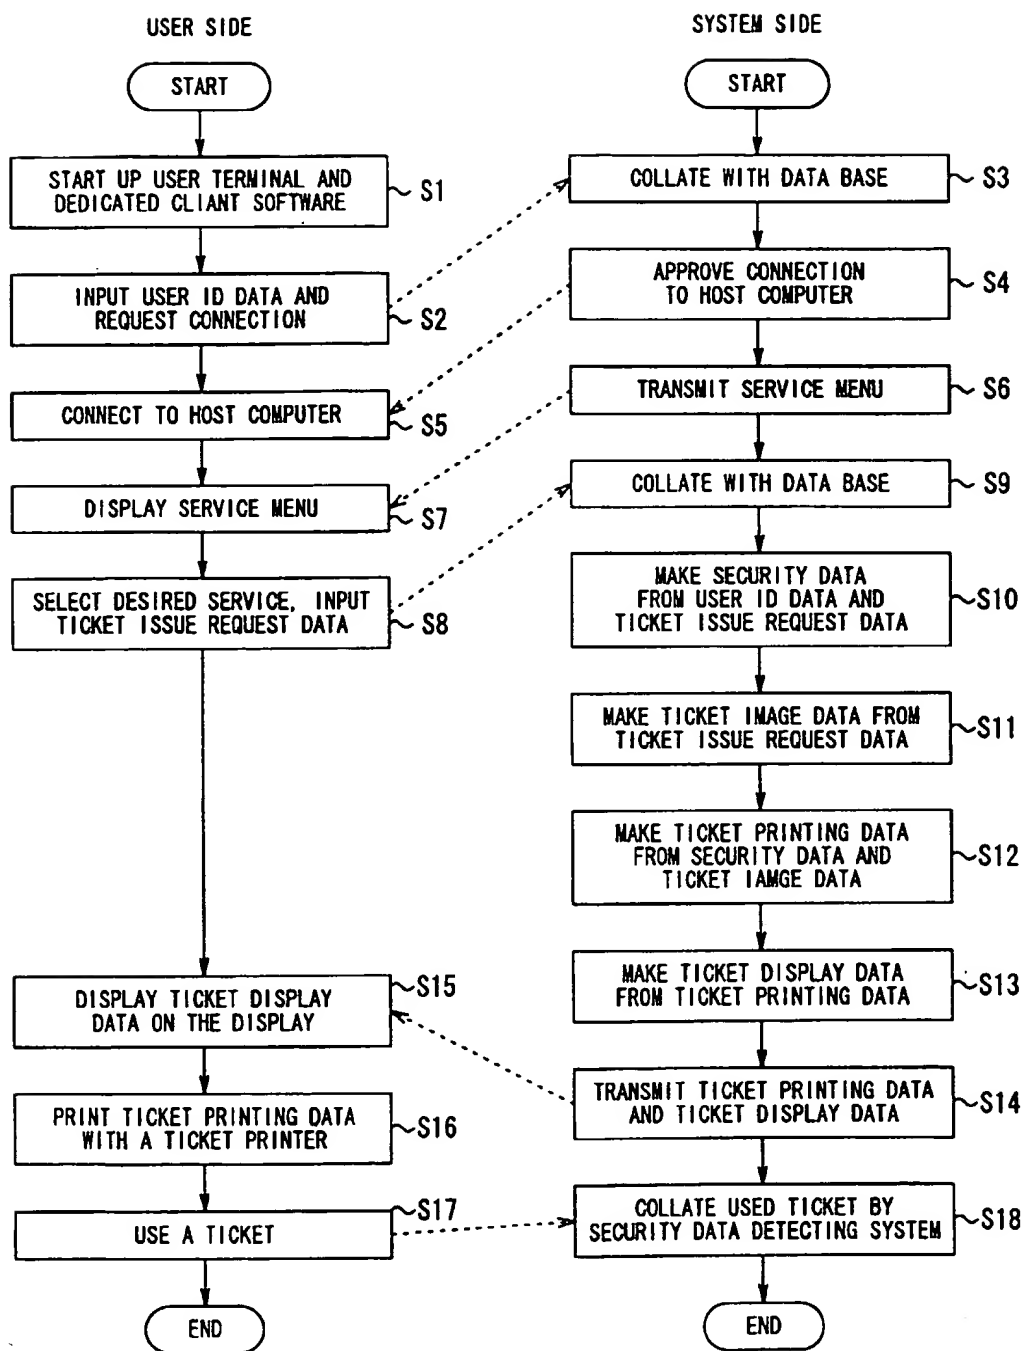 USER SIDE
START
START UP USER TERMINAL AND
DEDICATED CLIANT SOFTWARE
S1
INPUT USER ID DATA AND
REQUEST CONNECTION
S2
CONNECT TO HOST COMPUTER
S5
DISPLAY SERVICE MENU
S7
SELECT DESIRED SERVICE, INPUT
TICKET ISSUE REQUEST DATA
S8
DISPLAY TICKET DISPLAY
DATA ON THE DISPLAY
S15
PRINT TICKET PRINTING DATA
WITH A TICKET PRINTER
S16
USE A TICKET
S17
END
SYSTEM SIDE
START
COLLATE WITH DATA BASE
S3
APPROVE CONNECTION
TO HOST COMPUTER
S4
TRANSMIT SERVICE MENU
S6
COLLATE WITH DATA BASE
S9
MAKE SECURITY DATA
FROM USER ID DATA AND
TICKET ISSUE REQUEST DATA
S10
MAKE TICKET IMAGE DATA FROM
TICKET ISSUE REQUEST DATA
S11
MAKE TICKET PRINTING DATA
FROM SECURITY DATA AND
TICKET IAMGE DATA
S12
MAKE TICKET DISPLAY DATA
FROM TICKET PRINTING DATA
S13
TRANSMIT TICKET PRINTING DATA
AND TICKET DISPLAY DATA
S14
COLLATE USED TICKET BY
SECURITY DATA DETECTING SYSTEM
S18
END